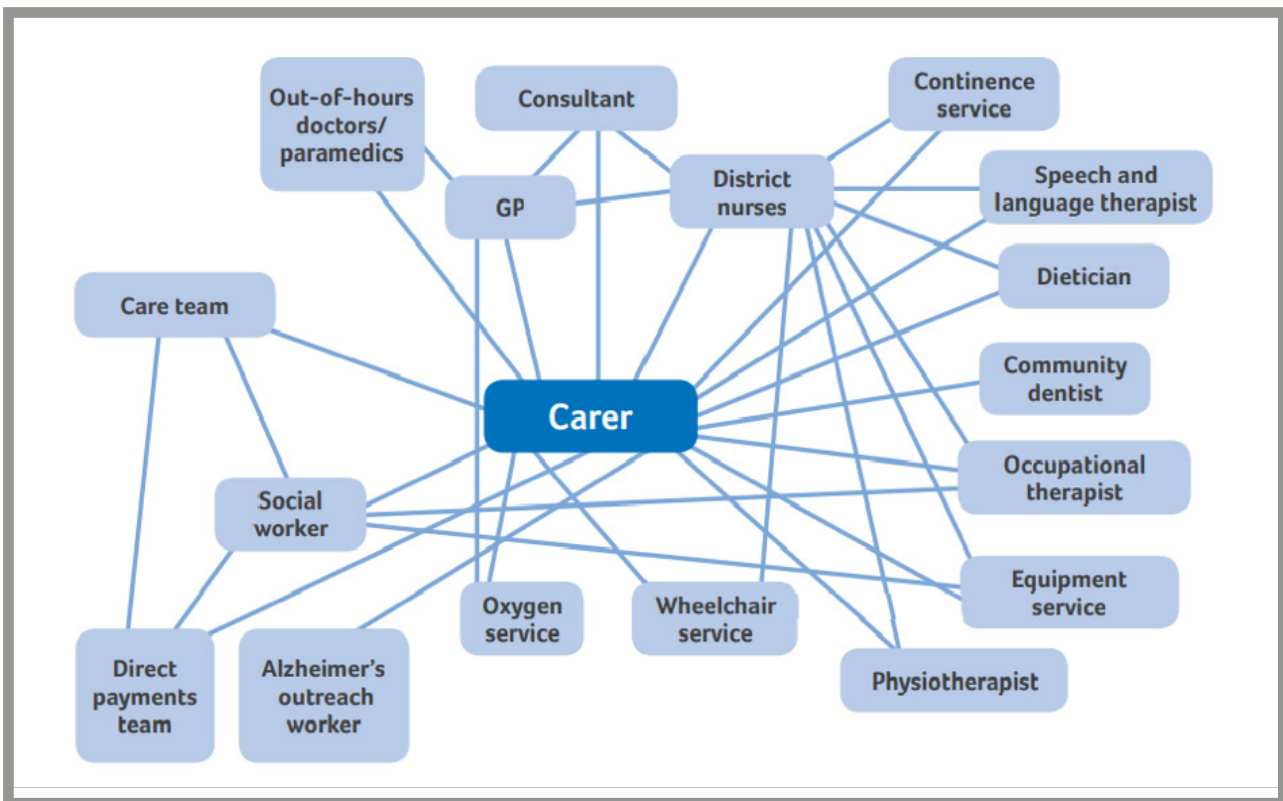 Out-of-hours
doctors/
paramedics
Consultant
Continence
service
GP
District
nurses
Speech and
language therapist
Care team
Dietician
Carer
Community
dentist
Social
worker
Occupational
therapist
Oxygen
service
Wheelchair
service
Equipment
service
Direct
payments
team
Alzheimer's
outreach
worker
Physiotherapist